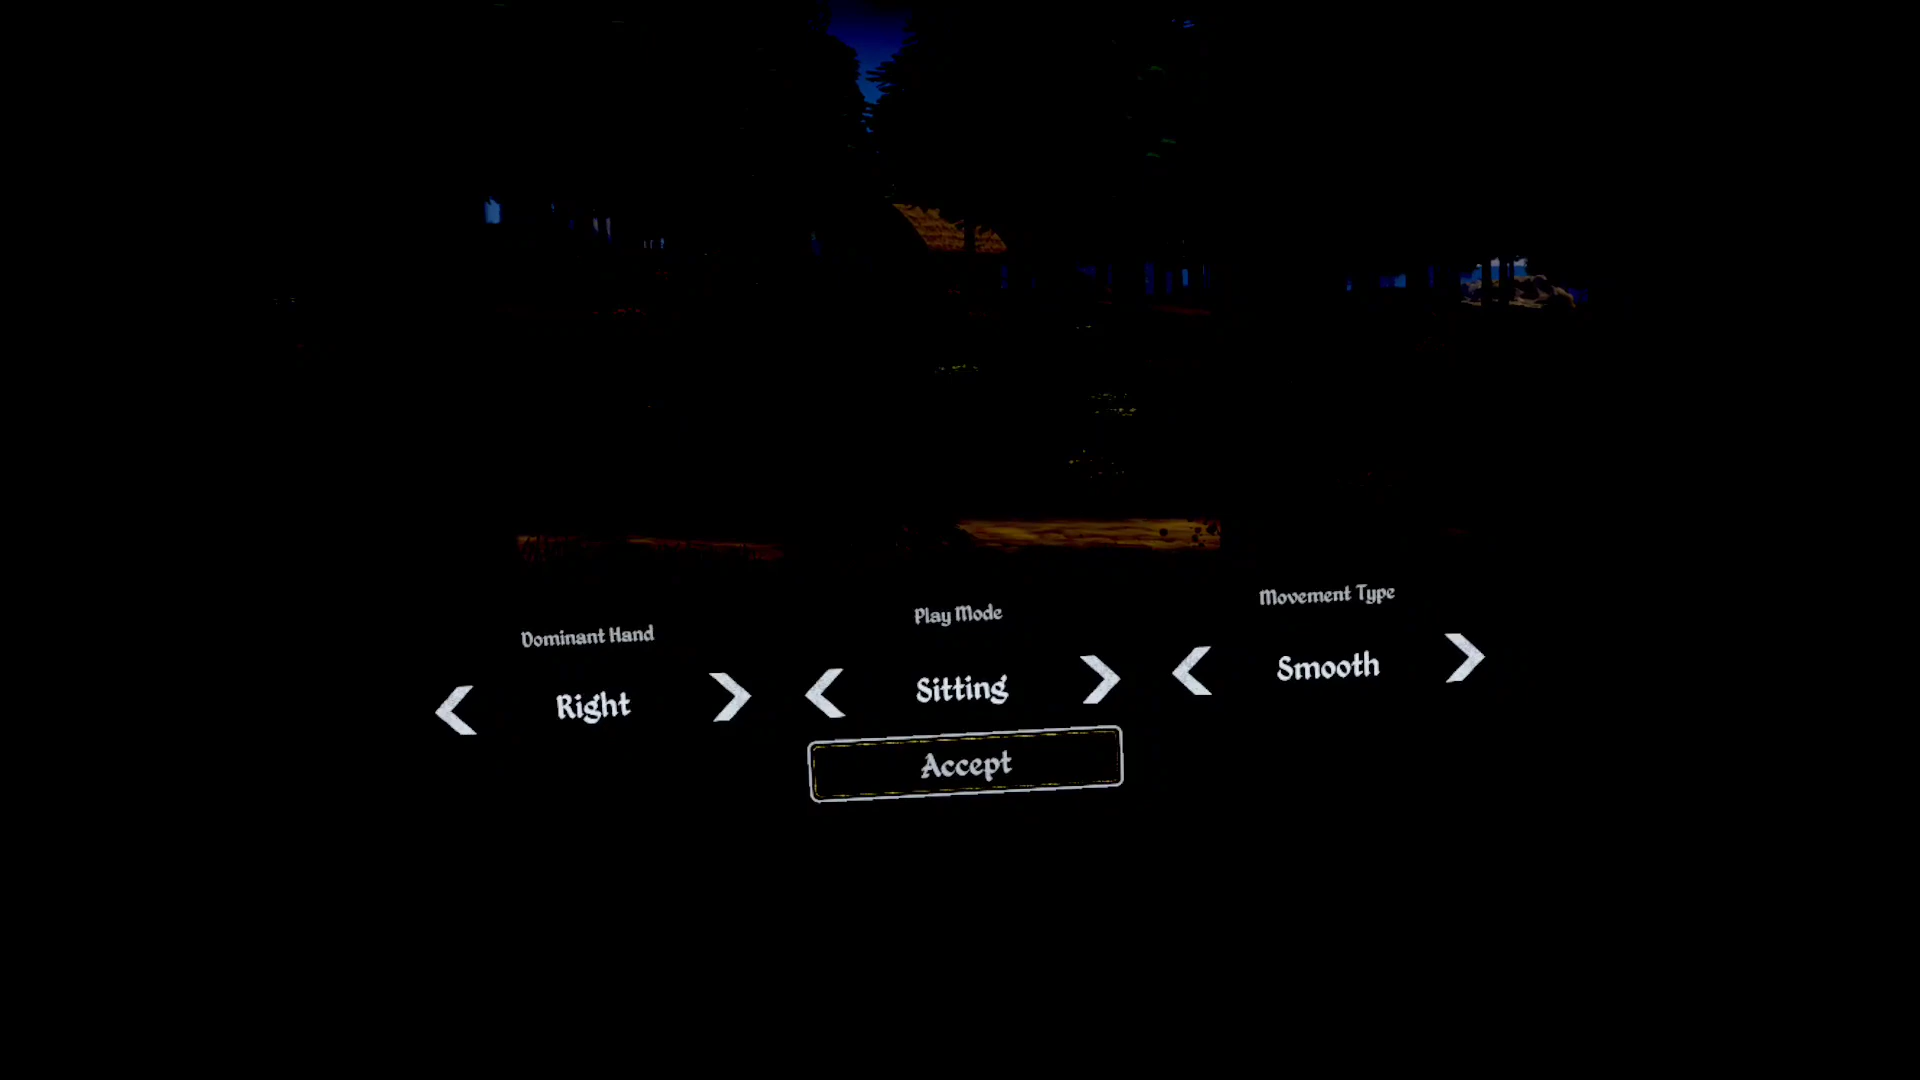 Dominant Hand
Right
Play Mode
Sitting
Movement Type
Smooth
Accept